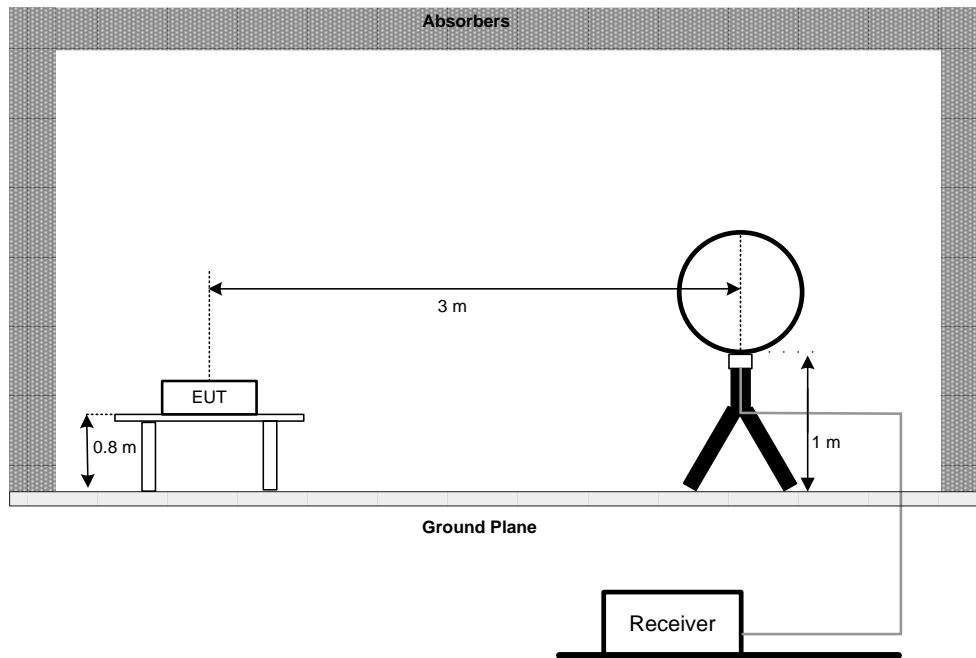 Absorbers
3 m
EUT
0.8 m
1 m
Ground Plane
Receiver